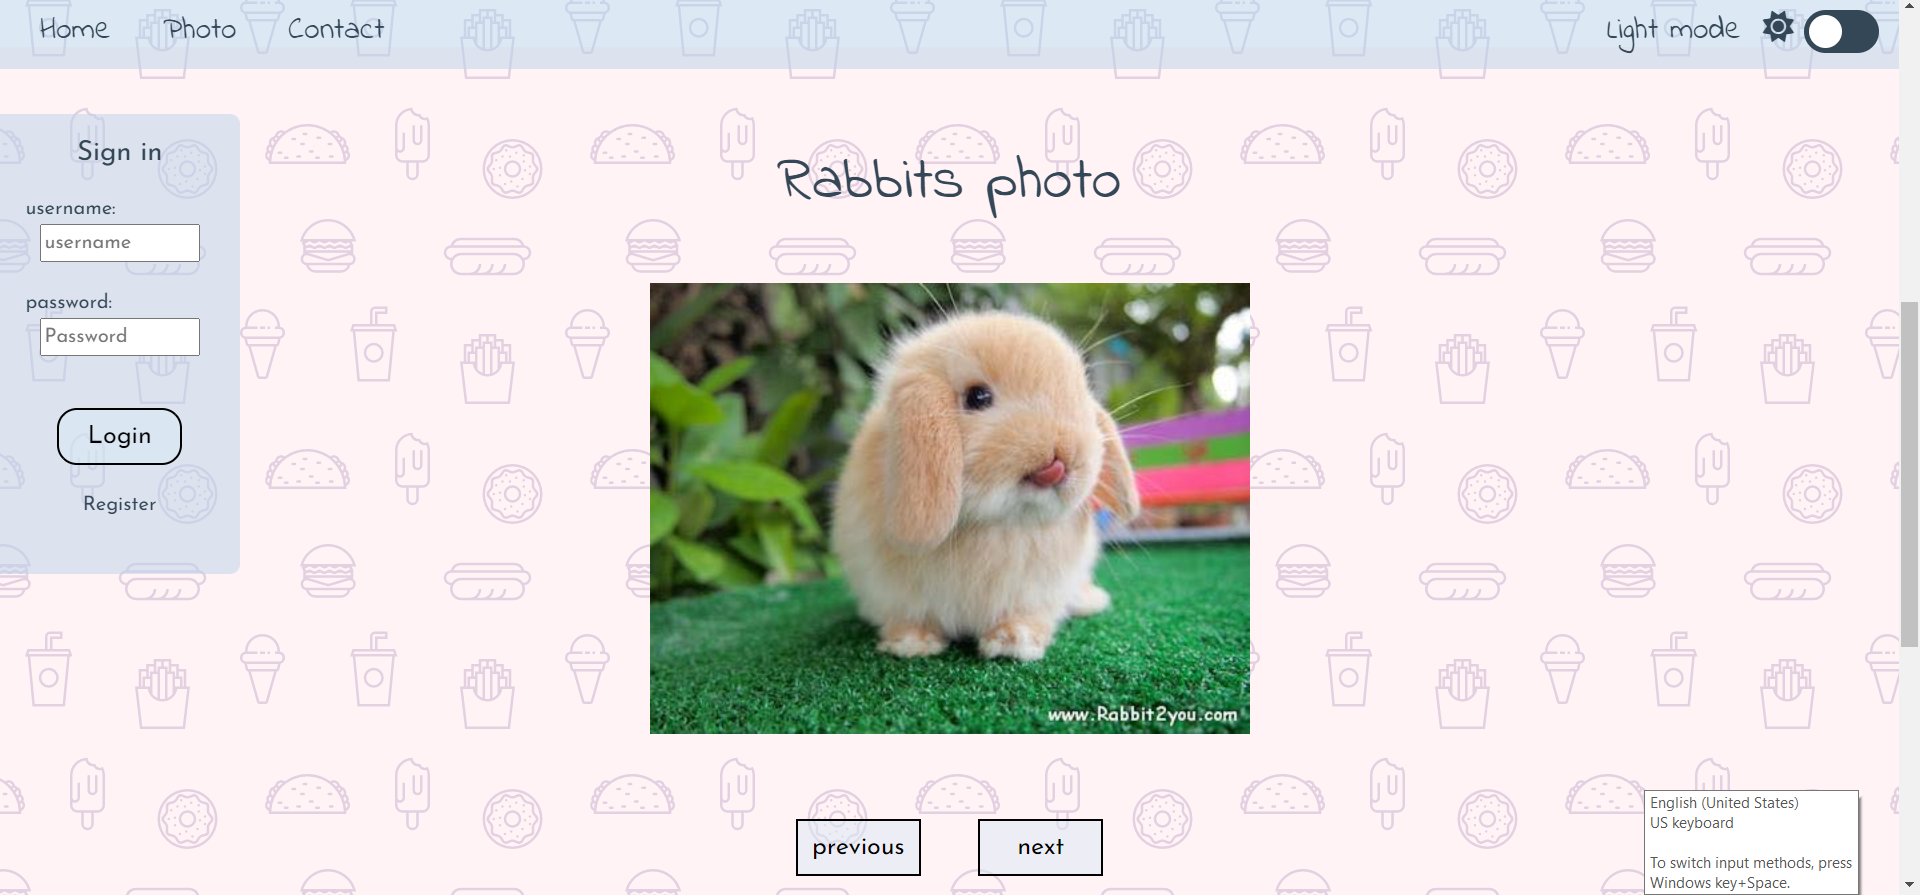 Home Photo Contact Light mode
Sign in
Rabbits photo
username:
username
password:
Password
Login
Register
www.Rabbit2you.com
previous next
English (United States)
US keyboard
To switch input methods, press
Windows key+Space.